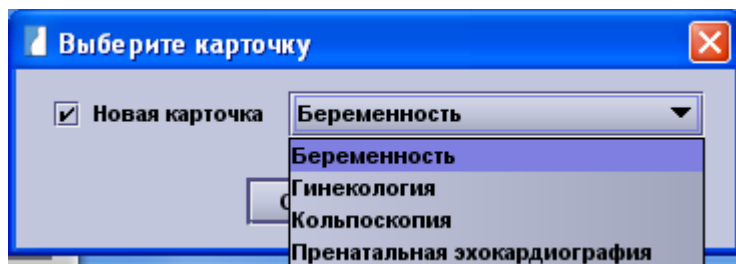 Выберите карточку
Новая карточка Беременность
Беременность
Гинекология
Кольпоскопия
Пренатальная эхокардиография